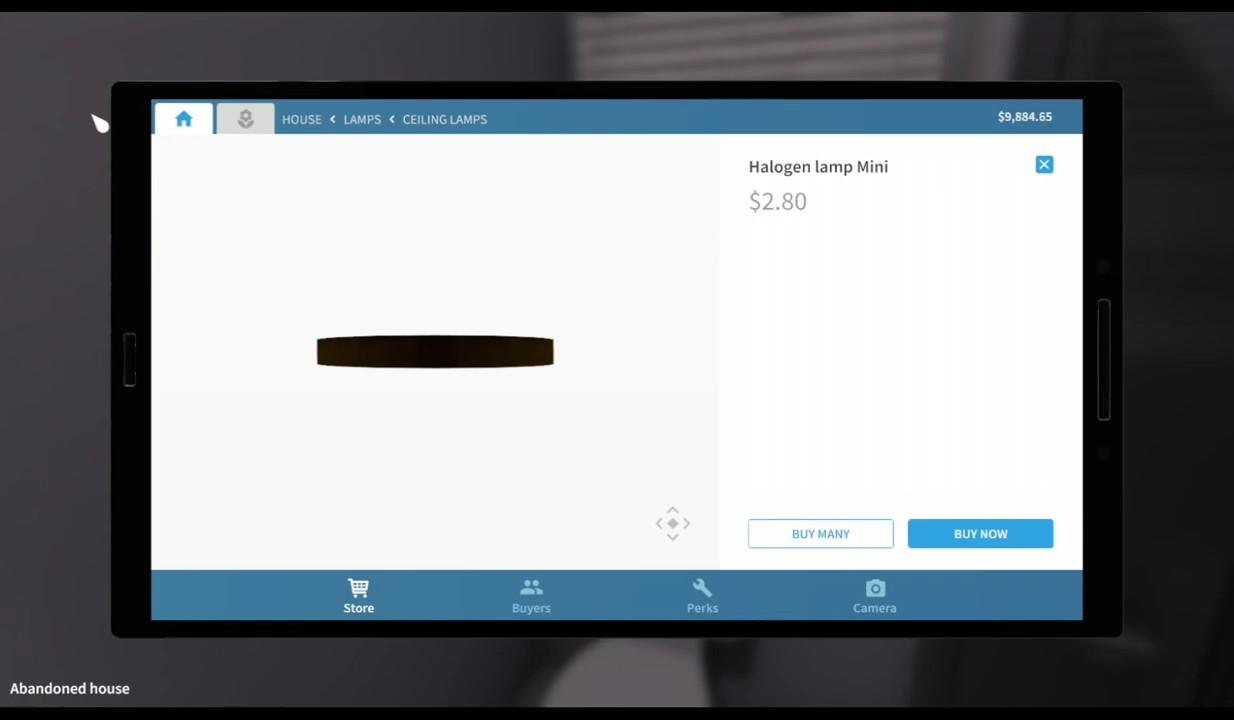 HOUSE < LAMPS < CEILING LAMPS
$9,884.65
Halogen lamp Mini
$2.80
BUY MANY
BUY NOW
Store
Buyers
Perks
Camera
Abandoned house